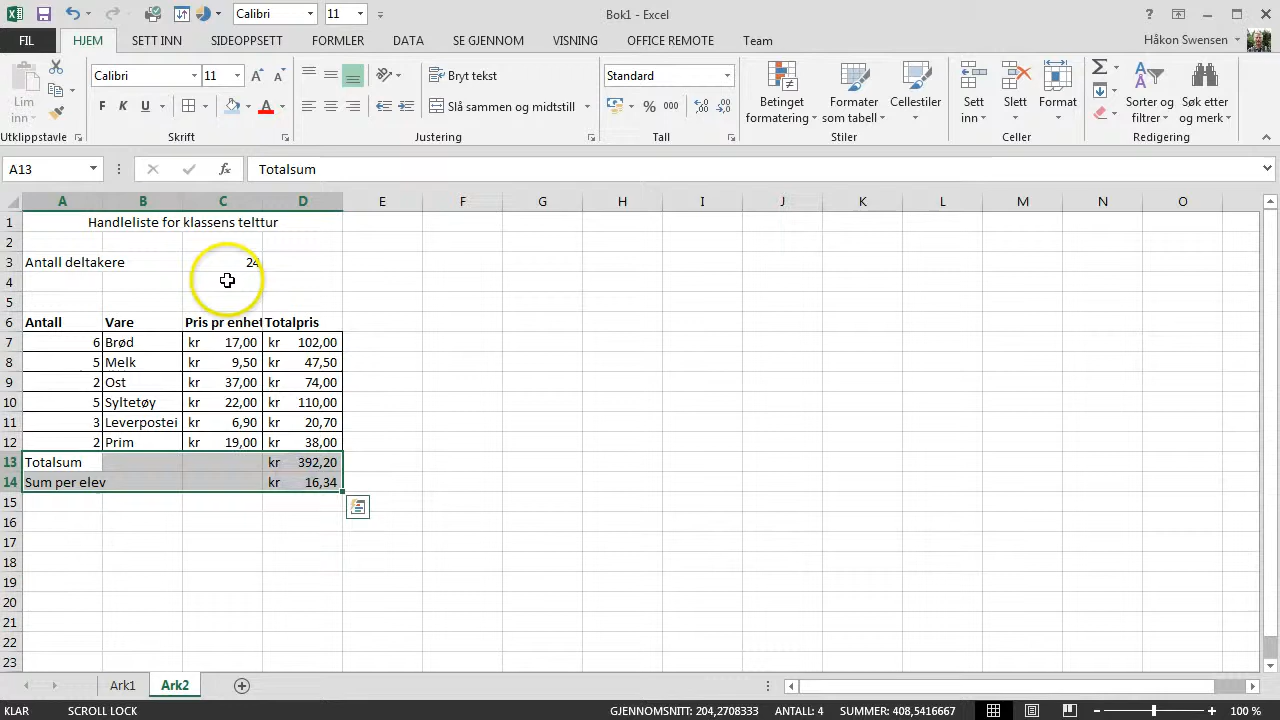 Calibri 11 Bok1 - Excel ?
FIL HJEM SETT INN SIDEOPPSETT FORMLER DATA SE GJENNOM VISNING OFFICE REMOTE Team Håkon Swensen
Lim inn Calibri 11 A A F K U A Bryt tekst Slå sammen og midtstill Standard % 000 Betinget formatering Formater som tabell Cellestiler Sett inn Slett Format Sorter og filtrer Søk etter og merk
Utklippstavle Skrift Justering Tall Stiler Celler Redigering
A13 fx Totalsum
A B C D E F G H I J K L M N O
1 Handleliste for klassens telttur
2
3 Antall deltakere 24
4
5
6 Antall Vare Pris pr enhet Totalpris
7 6 Brød kr 17,00 kr 102,00
8 5 Melk kr 9,50 kr 47,50
9 2 Ost kr 37,00 kr 74,00
10 5 Syltetøy kr 22,00 kr 110,00
11 3 Leverpostei kr 6,90 kr 20,70
12 2 Prim kr 19,00 kr 38,00
13 Totalsum kr 392,20
14 Sum per elev kr 16,34
15
16
17
18
19
20
21
22
23
Ark1 Ark2
KLAR SCROLL LOCK GJENNOMSNITT: 204,2708333 ANTALL: 4 SUMMER: 408,5416667 100 %